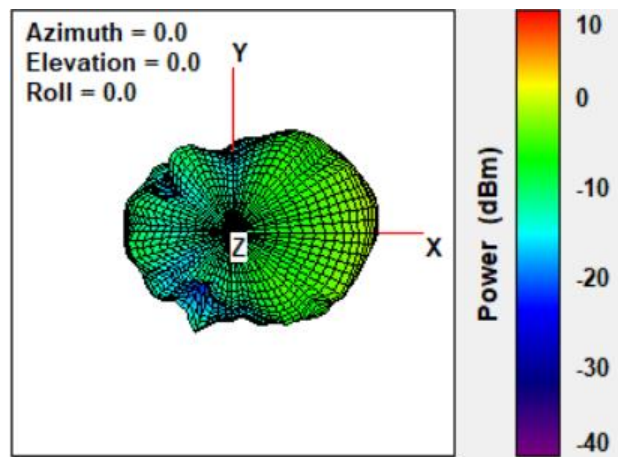 Azimuth = 0.0
Elevation = 0.0
Roll = 0.0
Y
X
Z
Power (dBm)
10
0
-10
-20
-30
-40